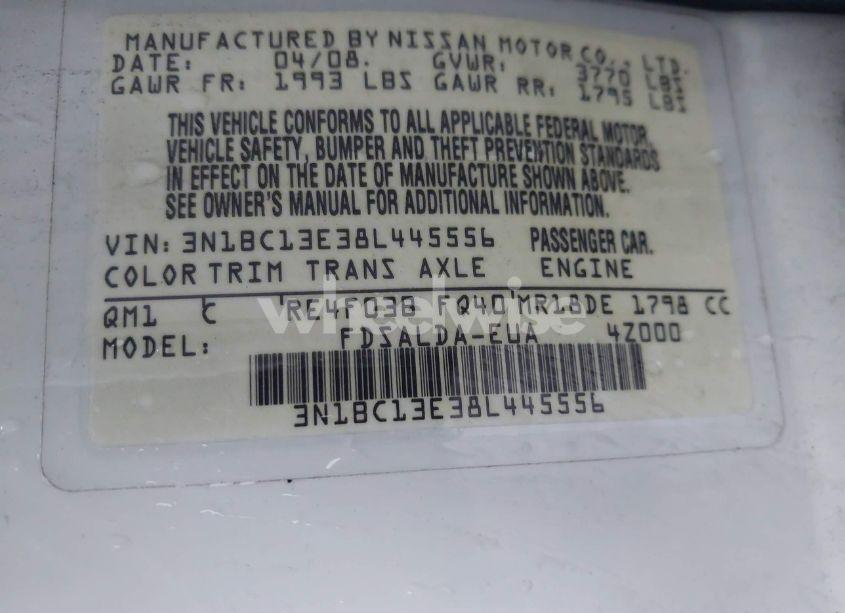 MANUFACTURED BY NISSAN MOTOR CO., LTD.
DATE: 04/08. GVWR: 3770 LBS
GAWR FR: 1993 LBS GAWR RR: 1795 LBS
THIS VEHICLE CONFORMS TO ALL APPLICABLE FEDERAL MOTOR
VEHICLE SAFETY, BUMPER AND THEFT PREVENTION STANDARDS
IN EFFECT ON THE DATE OF MANUFACTURE SHOWN ABOVE.
SEE OWNER'S MANUAL FOR ADDITIONAL INFORMATION.
VIN: 3N1BC13E38L445556 PASSENGER CAR.
COLOR TRIM TRANS AXLE ENGINE
QM1 C RE4F03B FQ40 MR18DE 1798 CC
MODEL: FDSALDA-EUA 4Z000
3N1BC13E38L445556
wheelwise